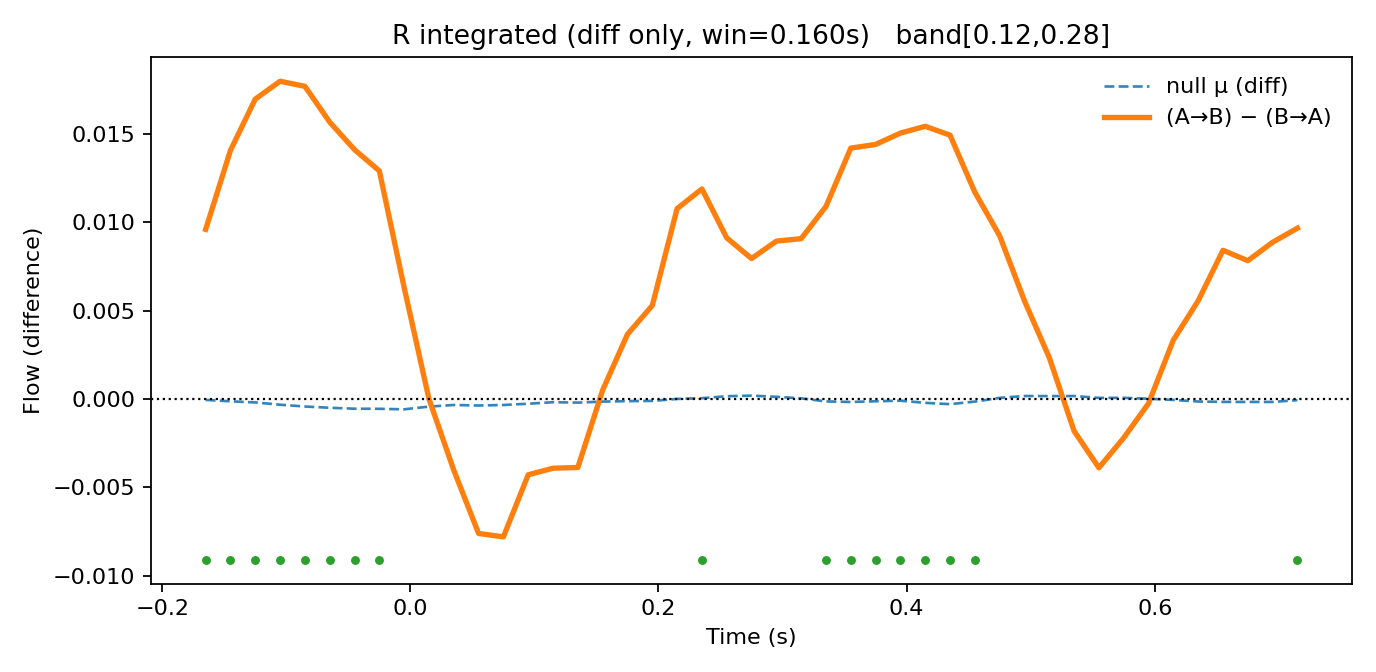 R integrated (diff only, win=0.160s)   band[0.12,0.28]
null μ (diff)
(A→B) − (B→A)
Flow (difference)
0.015
0.010
0.005
0.000
−0.005
−0.010
−0.2
0.0
0.2
0.4
0.6
Time (s)